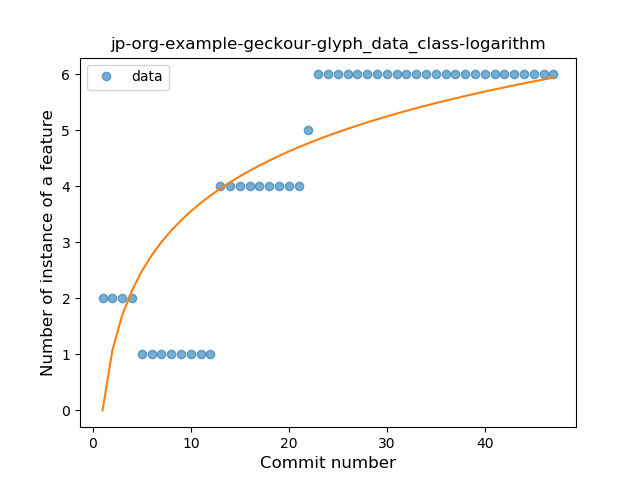 jp-org-example-geckour-glyph_data_class-logarithm
data
6
5
4
3
2
1
0
Number of instance of a feature
0 10 20 30 40
Commit number